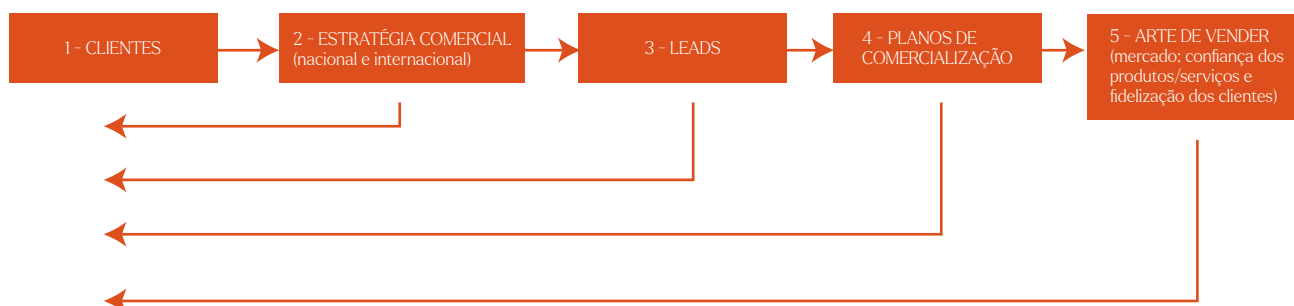 1 - CLIENTES
2 - ESTRATÉGIA COMERCIAL
(nacional e internacional)
3 - LEADS
4 - PLANOS DE
COMERCIALIZAÇÃO
5 - ARTE DE VENDER
(mercado: confiança dos
produtos/serviços e
fidelização dos clientes)